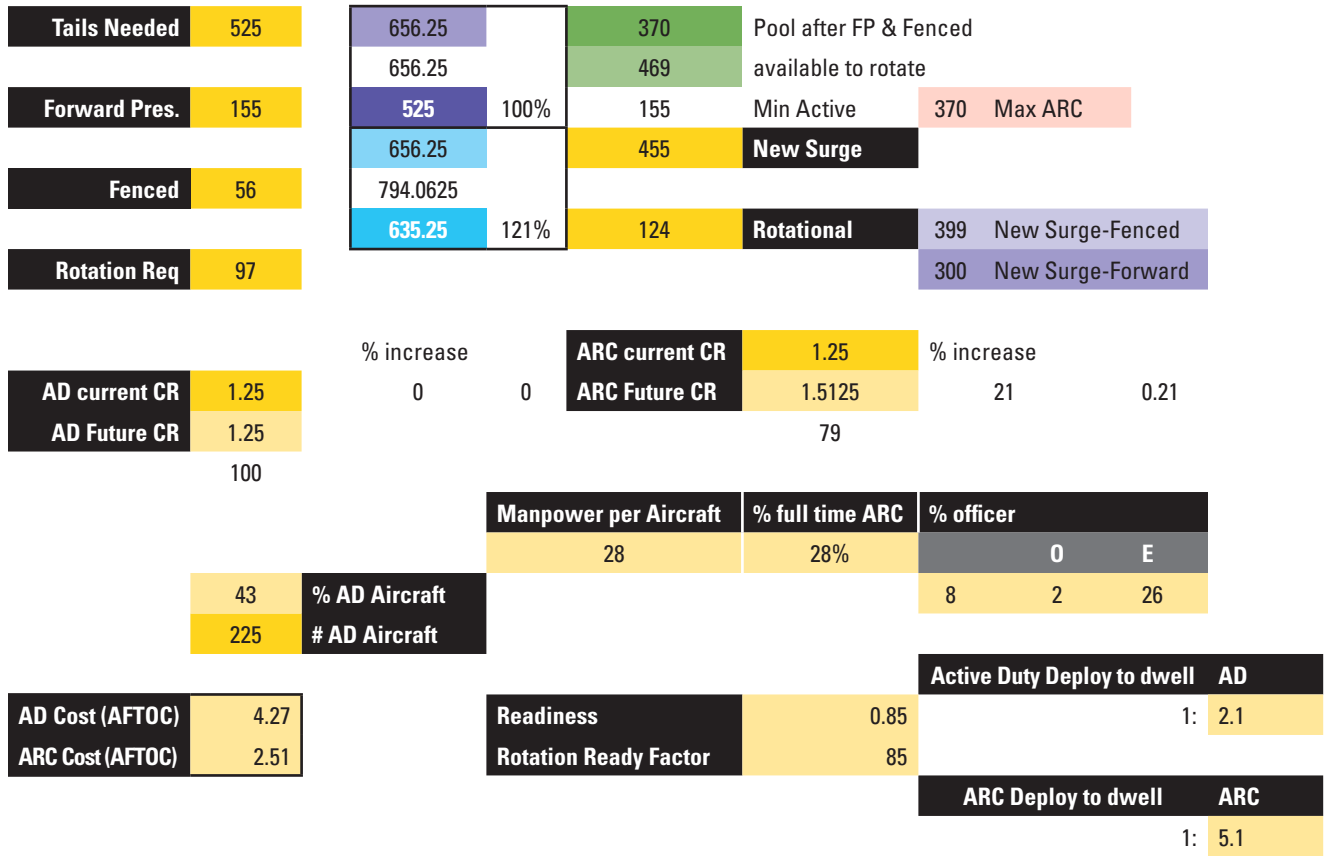 Tails Needed 525 656.25 370 Pool after FP & Fenced
656.25 469 available to rotate
Forward Pres. 155 525 100% 155 Min Active 370 Max ARC
656.25 455 New Surge
Fenced 56 794.0625
635.25 121% 124 Rotational 399 New Surge-Fenced
Rotation Req 97 300 New Surge-Forward
% increase ARC current CR 1.25 % increase
AD current CR 1.25 0 0 ARC Future CR 1.5125 21 0.21
AD Future CR 1.25 79
100
Manpower per Aircraft % full time ARC % officer
28 28% O E
43 % AD Aircraft 8 2 26
225 # AD Aircraft
Active Duty Deploy to dwell AD
AD Cost (AFTOC) 4.27 Readiness 0.85 1: 2.1
ARC Cost (AFTOC) 2.51 Rotation Ready Factor 85
ARC Deploy to dwell ARC
1: 5.1